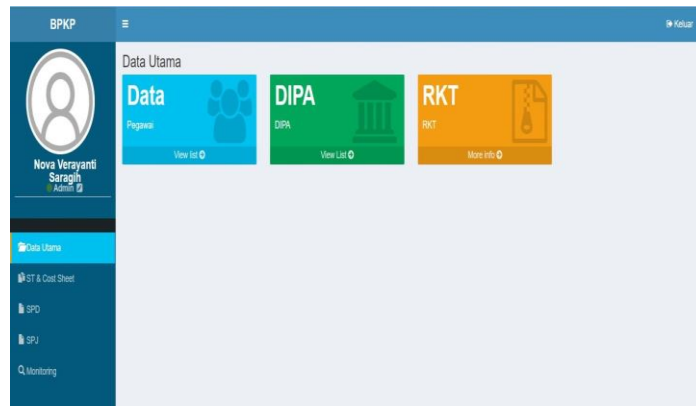 BPKP
Keluar
Nova Verayanti
Saragih
Admin
Data Utama
ST & Cost Sheet
SPD
SPJ
Monitoring
Data Utama
Data
Pegawai
View list
DIPA
DIPA
View List
RKT
RKT
More info